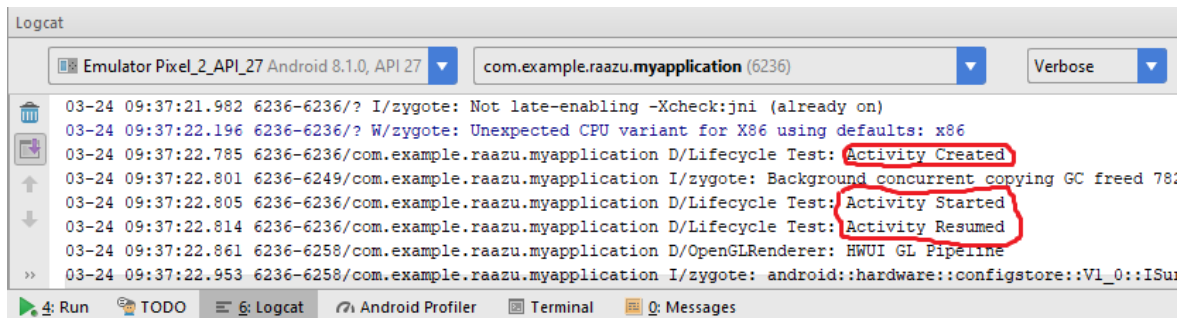 Logcat
Emulator Pixel_2_API_27 Android 8.1.0, API 27 com.example.raazu.myapplication (6236) Verbose
03-24 09:37:21.982 6236-6236/? I/zygote: Not late-enabling -Xcheck:jni (already on)
03-24 09:37:22.196 6236-6236/? W/zygote: Unexpected CPU variant for X86 using defaults: x86
03-24 09:37:22.785 6236-6236/com.example.raazu.myapplication D/Lifecycle Test: Activity Created
03-24 09:37:22.801 6236-6249/com.example.raazu.myapplication I/zygote: Background concurrent copying GC freed 782
03-24 09:37:22.805 6236-6236/com.example.raazu.myapplication D/Lifecycle Test: Activity Started
03-24 09:37:22.814 6236-6236/com.example.raazu.myapplication D/Lifecycle Test: Activity Resumed
03-24 09:37:22.861 6236-6258/com.example.raazu.myapplication D/OpenGLRenderer: HWUI GL Pipeline
03-24 09:37:22.953 6236-6258/com.example.raazu.myapplication I/zygote: android::hardware::configstore::V1_0::ISur
4: Run TODO 6: Logcat Android Profiler Terminal 0: Messages